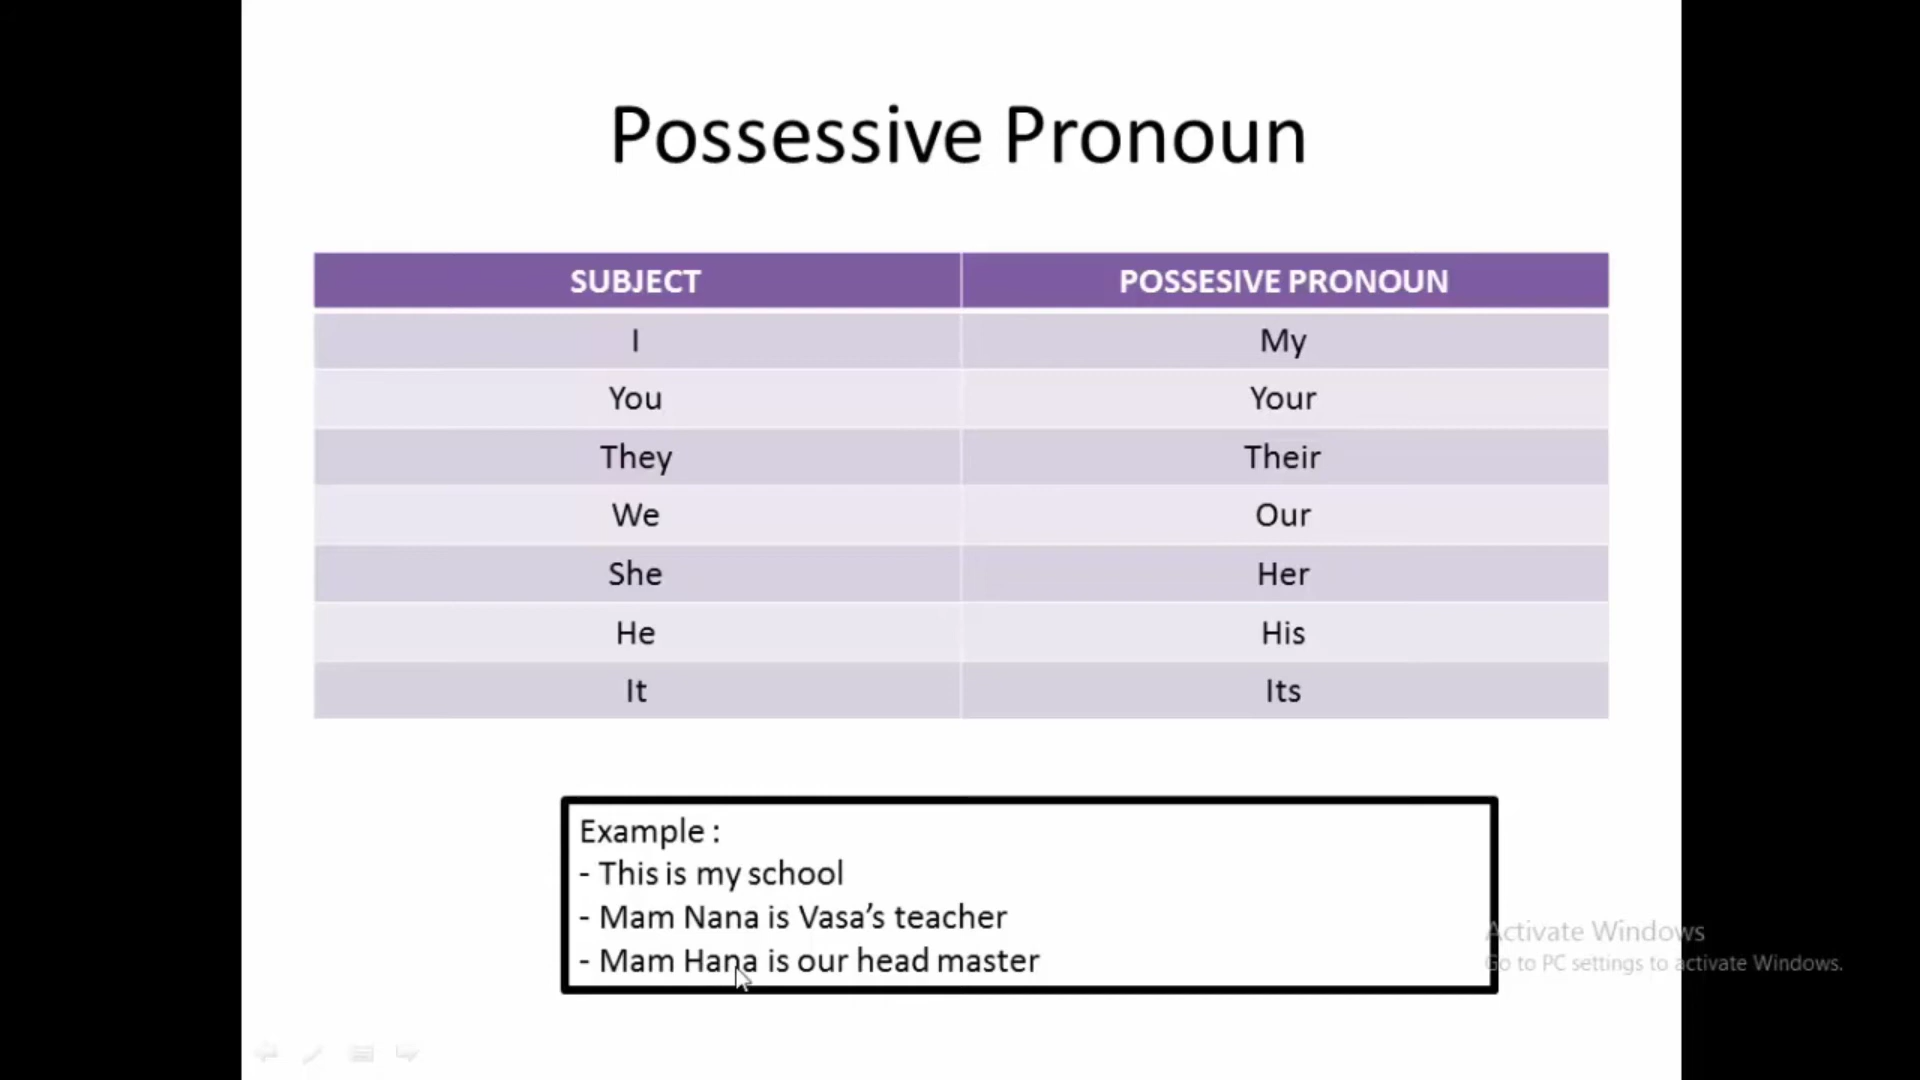 Possessive Pronoun
SUBJECT POSSESIVE PRONOUN
I My
You Your
They Their
We Our
She Her
He His
It Its
Example :
- This is my school
- Mam Nana is Vasa’s teacher
- Mam Hana is our head master
Activate Windows
Go to PC settings to activate Windows.